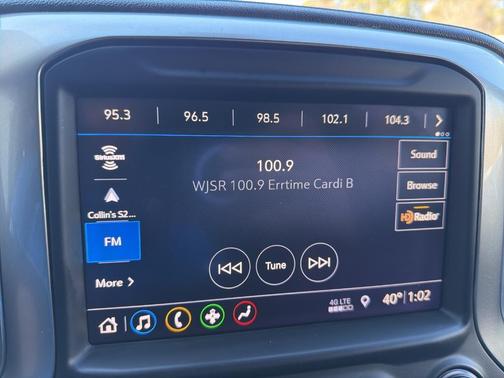 95.3 96.5 98.5 102.1 104.3
SiriusXM
Sound
100.9
WJSR 100.9 Errtime Cardi B
Browse
Collin's S2...
HD Radio
FM
Tune
More
4G LTE
40° 1:02